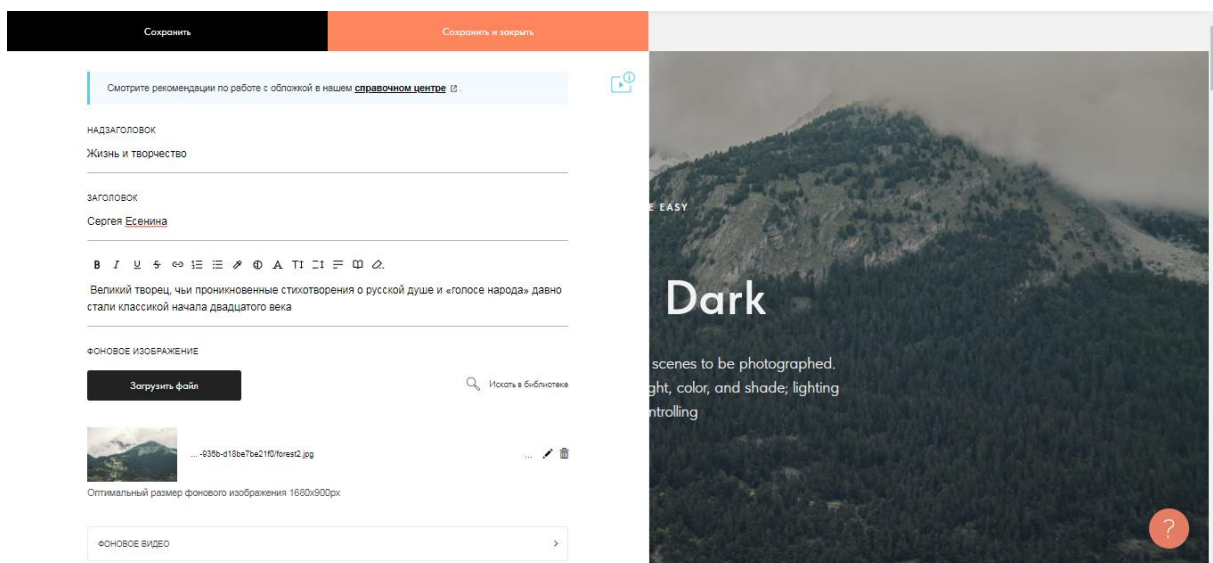 Сохранить
Сохранить и закрыть
Смотрите рекомендации по работе с обложкой в нашем справочном центре .
НАДЗАГОЛОВОК
Жизнь и творчество
ЗАГОЛОВОК
Сергея Есенина
B I U S A TI
Великий творец, чьи проникновенные стихотворения о русской душе и «голосе народа» давно
стали классикой начала двадцатого века
ФОНОВОЕ ИЗОБРАЖЕНИЕ
Загрузить файл
Искать в библиотеке
... -936b-d18be7be21f0/forest2.jpg
...
Оптимальный размер фонового изображения 1680x900px
ФОНОВОЕ ВИДЕО
EASY
Dark
scenes to be photographed.
ght, color, and shade; lighting
ntrolling
?